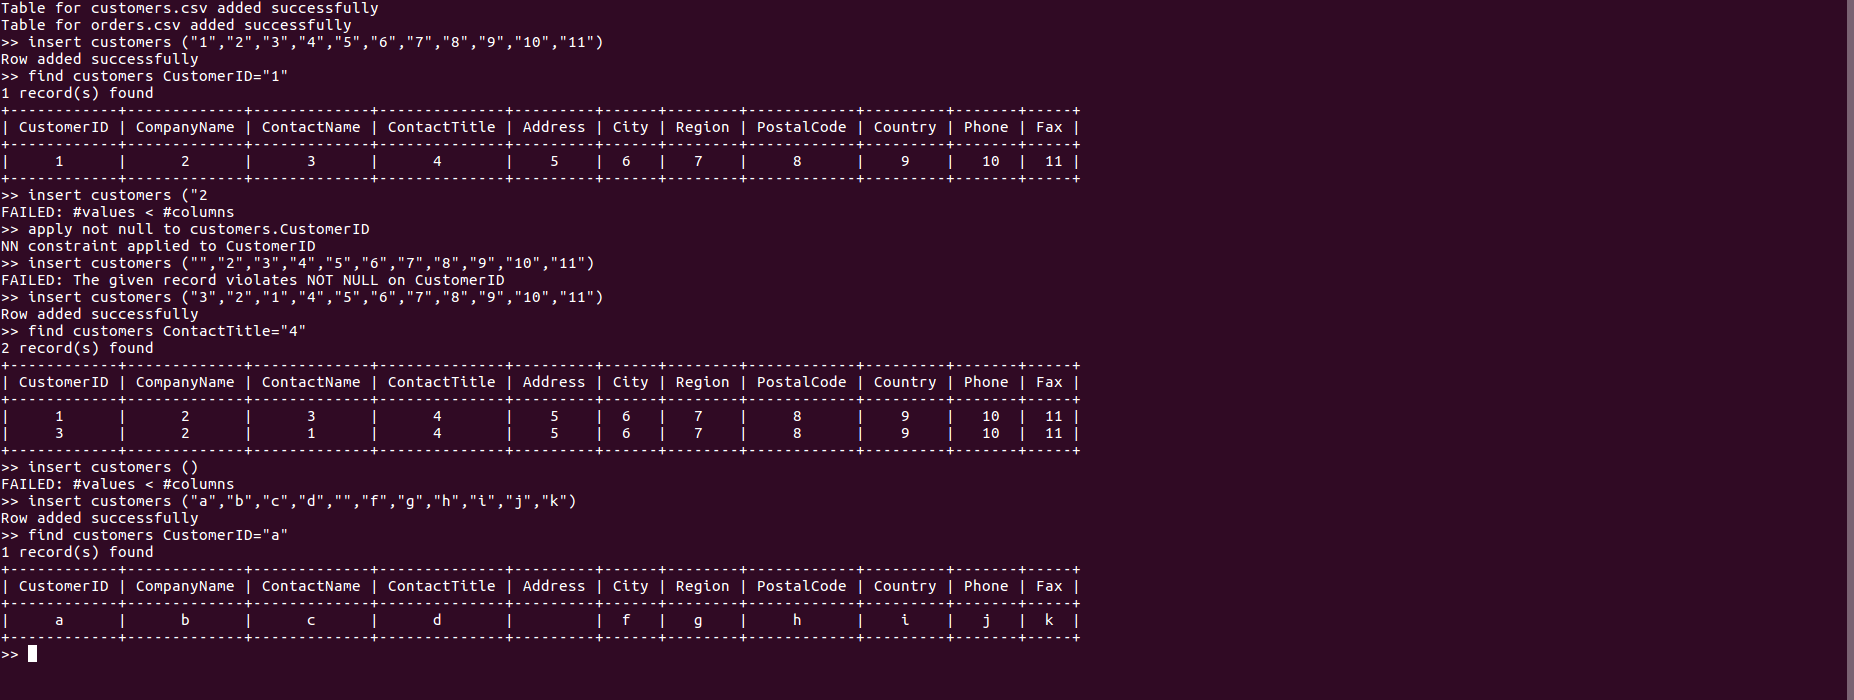 Table for customers.csv added successfully
Table for orders.csv added successfully
>> insert customers ("1","2","3","4","5","6","7","8","9","10","11")
Row added successfully
>> find customers CustomerID="1"
1 record(s) found
+------------+-------------+-------------+--------------+---------+------+--------+------------+---------+-------+-----+
| CustomerID | CompanyName | ContactName | ContactTitle | Address | City | Region | PostalCode | Country | Phone | Fax |
+------------+-------------+-------------+--------------+---------+------+--------+------------+---------+-------+-----+
|     1      |      2      |      3      |      4       |    5    |  6   |   7    |     8      |    9    |   10  |  11 |
+------------+-------------+-------------+--------------+---------+------+--------+------------+---------+-------+-----+
>> insert customers ("2
FAILED: #values < #columns
>> apply not null to customers.CustomerID
NN constraint applied to CustomerID
>> insert customers ("","2","3","4","5","6","7","8","9","10","11")
FAILED: The given record violates NOT NULL on CustomerID
>> insert customers ("3","2","1","4","5","6","7","8","9","10","11")
Row added successfully
>> find customers ContactTitle="4"
2 record(s) found
+------------+-------------+-------------+--------------+---------+------+--------+------------+---------+-------+-----+
| CustomerID | CompanyName | ContactName | ContactTitle | Address | City | Region | PostalCode | Country | Phone | Fax |
+------------+-------------+-------------+--------------+---------+------+--------+------------+---------+-------+-----+
|     1      |      2      |      3      |      4       |    5    |  6   |   7    |     8      |    9    |   10  |  11 |
|     3      |      2      |      1      |      4       |    5    |  6   |   7    |     8      |    9    |   10  |  11 |
+------------+-------------+-------------+--------------+---------+------+--------+------------+---------+-------+-----+
>> insert customers ()
FAILED: #values < #columns
>> insert customers ("a","b","c","d","","f","g","h","i","j","k")
Row added successfully
>> find customers CustomerID="a"
1 record(s) found
+------------+-------------+-------------+--------------+---------+------+--------+------------+---------+-------+-----+
| CustomerID | CompanyName | ContactName | ContactTitle | Address | City | Region | PostalCode | Country | Phone | Fax |
+------------+-------------+-------------+--------------+---------+------+--------+------------+---------+-------+-----+
|     a      |      b      |      c      |      d       |         |  f   |   g    |     h      |    i    |   j   |  k  |
+------------+-------------+-------------+--------------+---------+------+--------+------------+---------+-------+-----+
>>